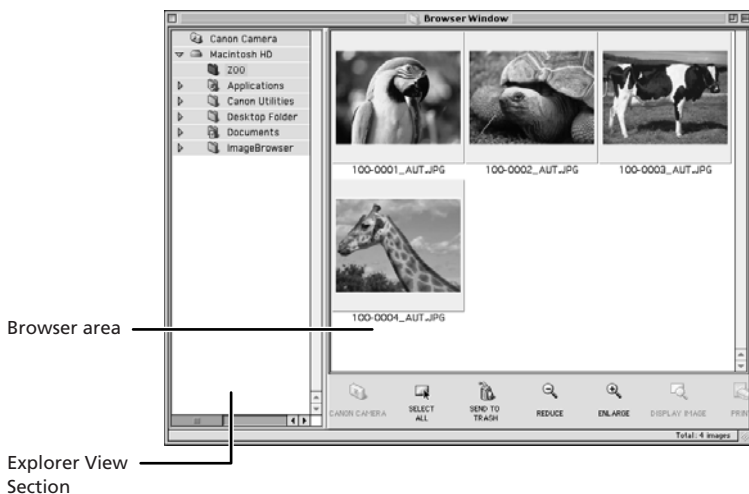 Browser Window
Canon Camera
Macintosh HD
ZOO
Applications
Canon Utilities
Desktop Folder
Documents
ImageBrowser
100-0001_AUT.JPG
100-0002_AUT.JPG
100-0003_AUT.JPG
100-0004_AUT.JPG
Browser area
CANON CAMERA
SELECT
ALL
SEND TO
TRASH
REDUCE
ENLARGE
DISPLAY IMAGE
Total: 4 images
Explorer View
Section